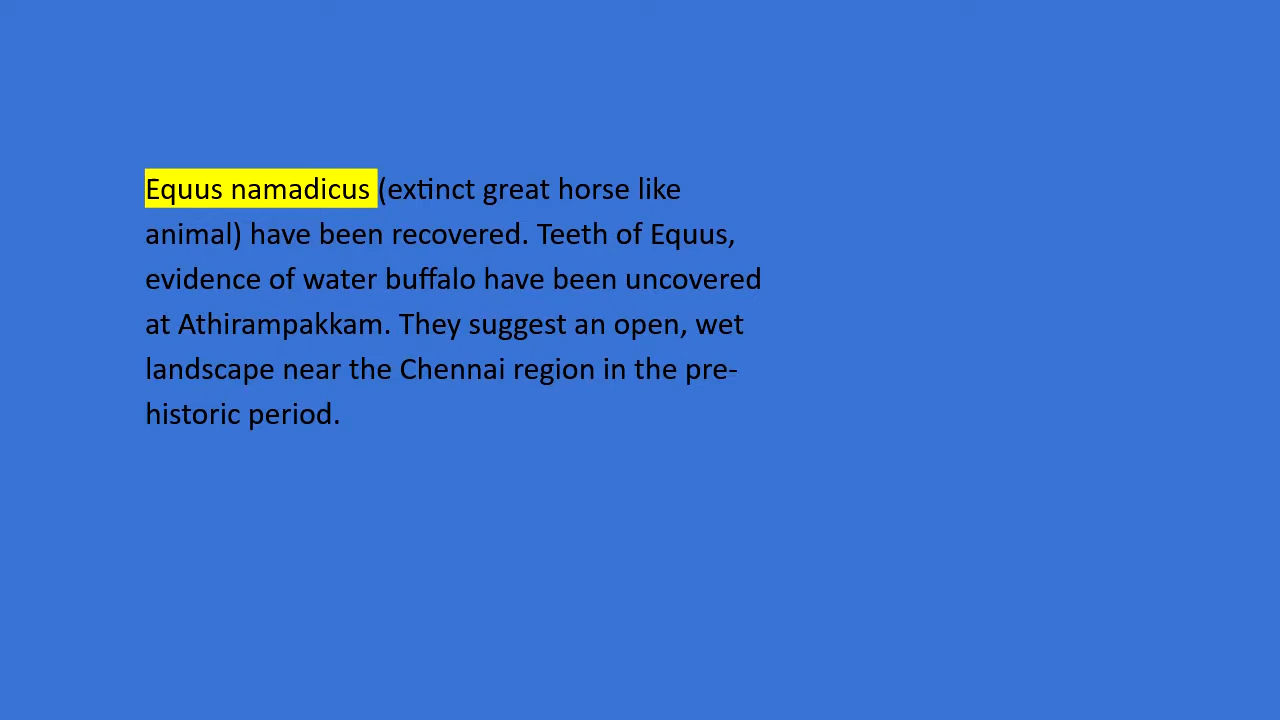 Equus namadicus (extinct great horse like
animal) have been recovered. Teeth of Equus,
evidence of water buffalo have been uncovered
at Athirampakkam. They suggest an open, wet
landscape near the Chennai region in the pre-
historic period.